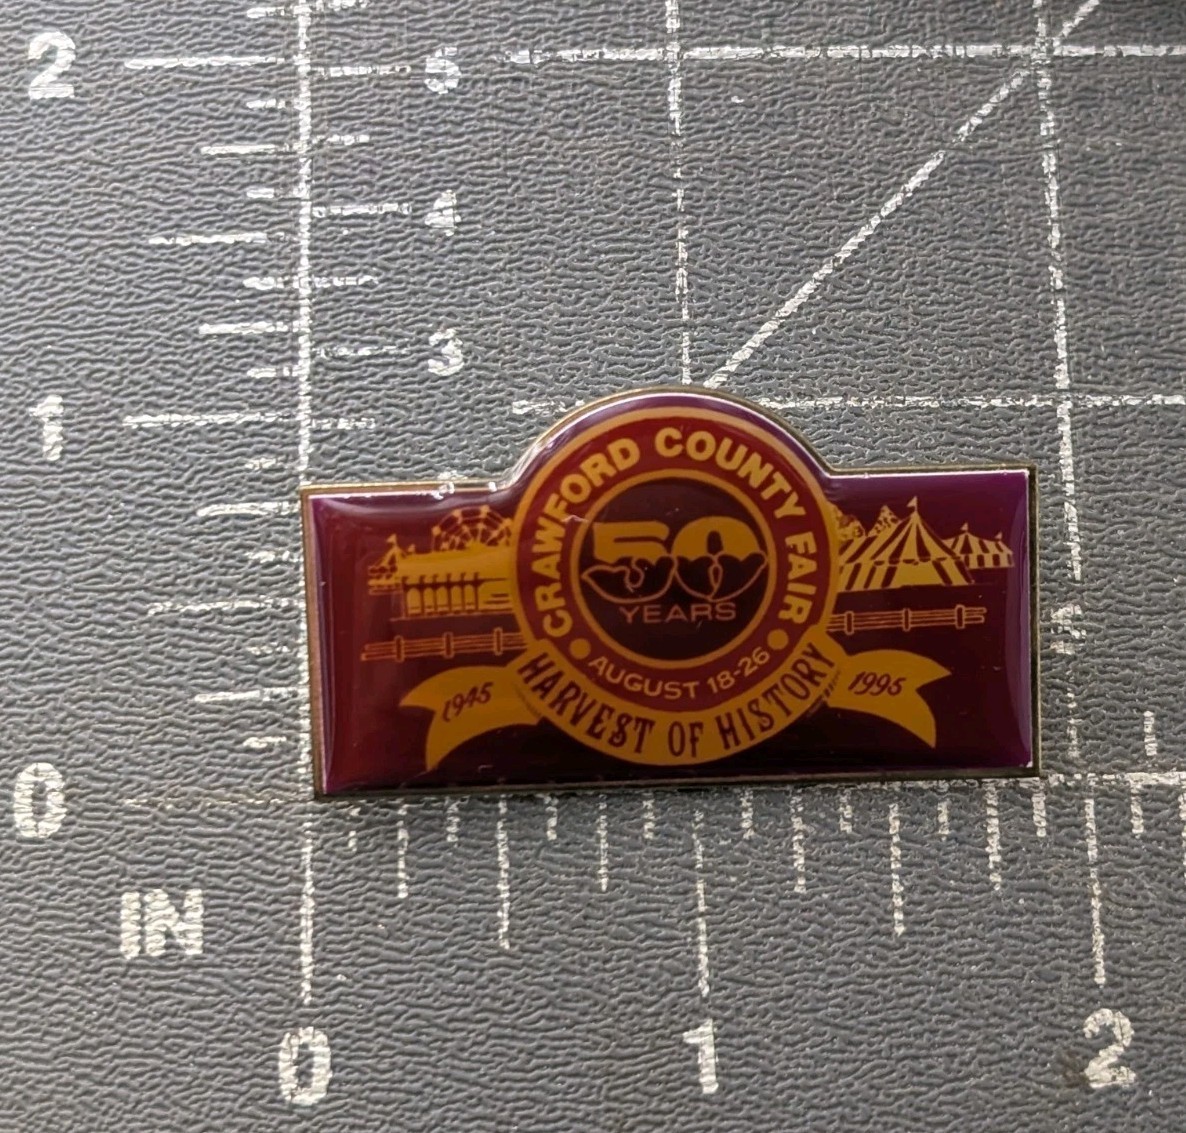 2
5
4
3
1
CRAWFORD COUNTY FAIR
50
YEARS
AUGUST 18-26
1945
HARVEST OF HISTORY
1995
0
IN
0
1
2